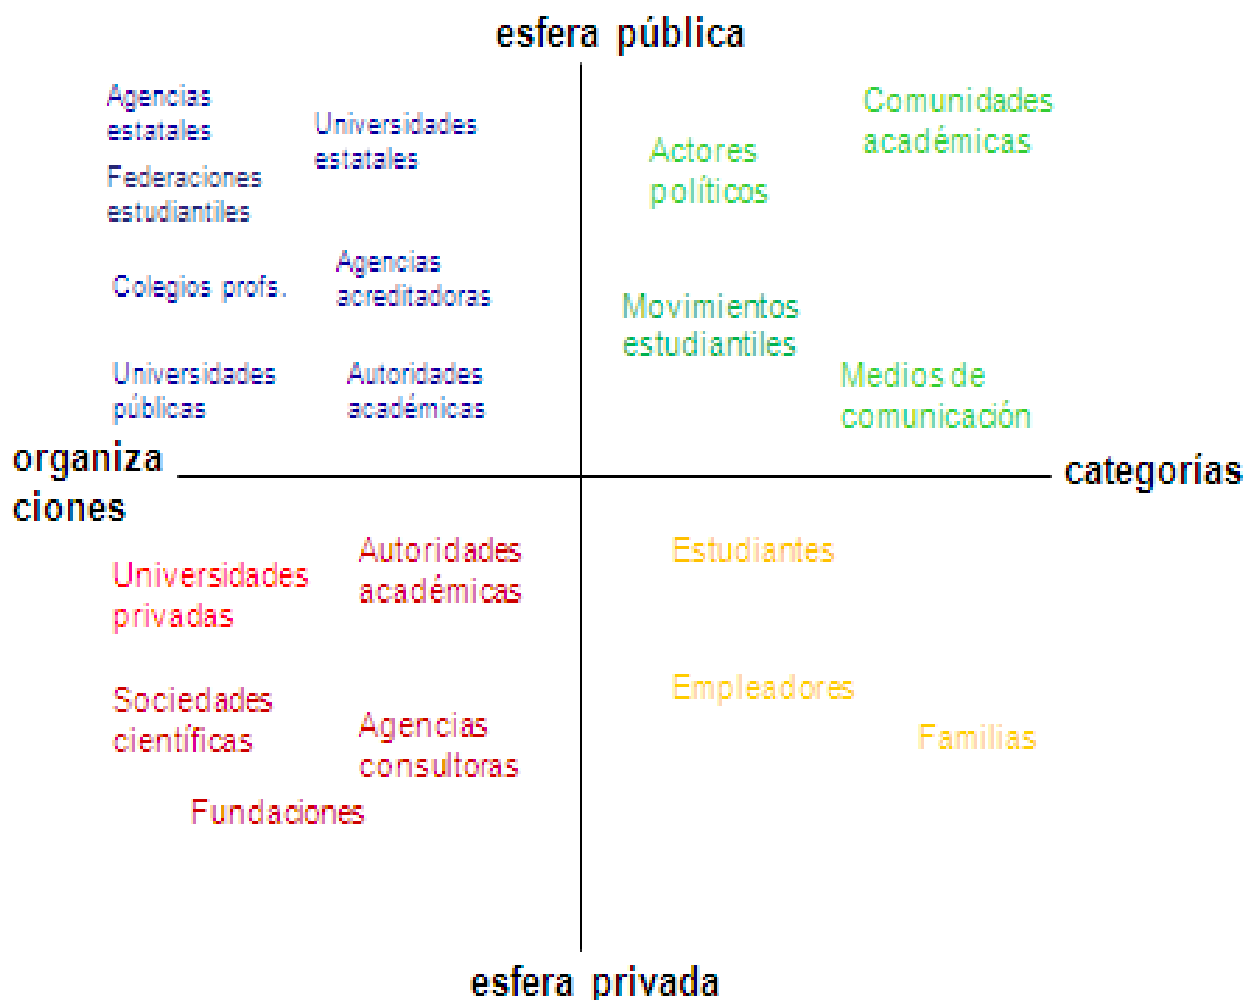 esfera pública
Agencias
estatales
Universidades
estatales
Federaciones
estudiantiles
Colegios profs.
Agencias
acreditadoras
Universidades
públicas
Autoridades
académicas
Comunidades
académicas
Actores
políticos
Movimientos
estudiantiles
Medios de
comunicación
organiza
ciones
categorías
Universidades
privadas
Autoridades
académicas
Sociedades
científicas
Agencias
consultoras
Fundaciones
Estudiantes
Empleadores
Familias
esfera privada